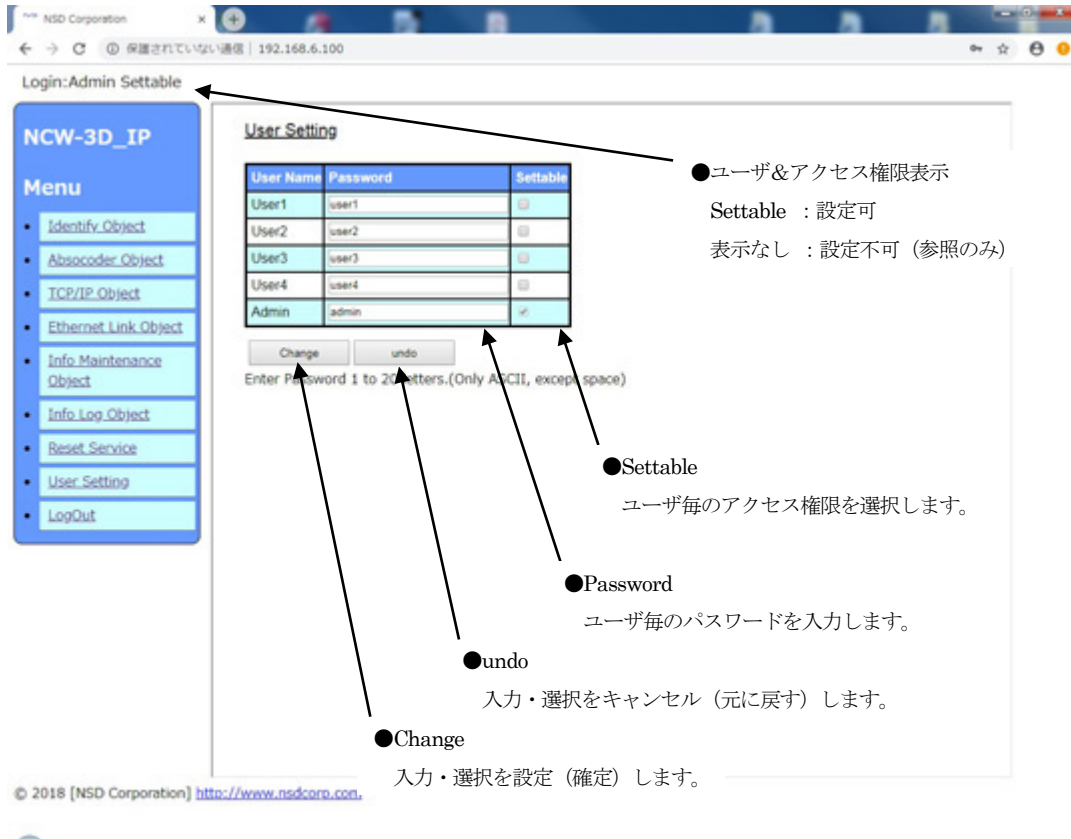 NSD Corporation
保護されていない通信 | 192.168.6.100
Login:Admin Settable
NCW-3D_IP
Menu
Identify Object
Absocoder Object
TCP/IP Object
Ethernet Link Object
Info Maintenance
Object
Info Log Object
Reset Service
User Setting
LogOut
User Setting
User Name Password Settable
User1 user1
User2 user2
User3 user3
User4 user4
Admin admin
Change undo
Enter Password 1 to 20 letters.(Only ASCII, except space)
●ユーザ&アクセス権限表示
Settable :設定可
表示なし :設定不可(参照のみ)
●Settable
ユーザ毎のアクセス権限を選択します。
●Password
ユーザ毎のパスワードを入力します。
●undo
入力・選択をキャンセル(元に戻す)します。
●Change
入力・選択を設定(確定)します。
© 2018 [NSD Corporation] http://www.nsdcorp.com.